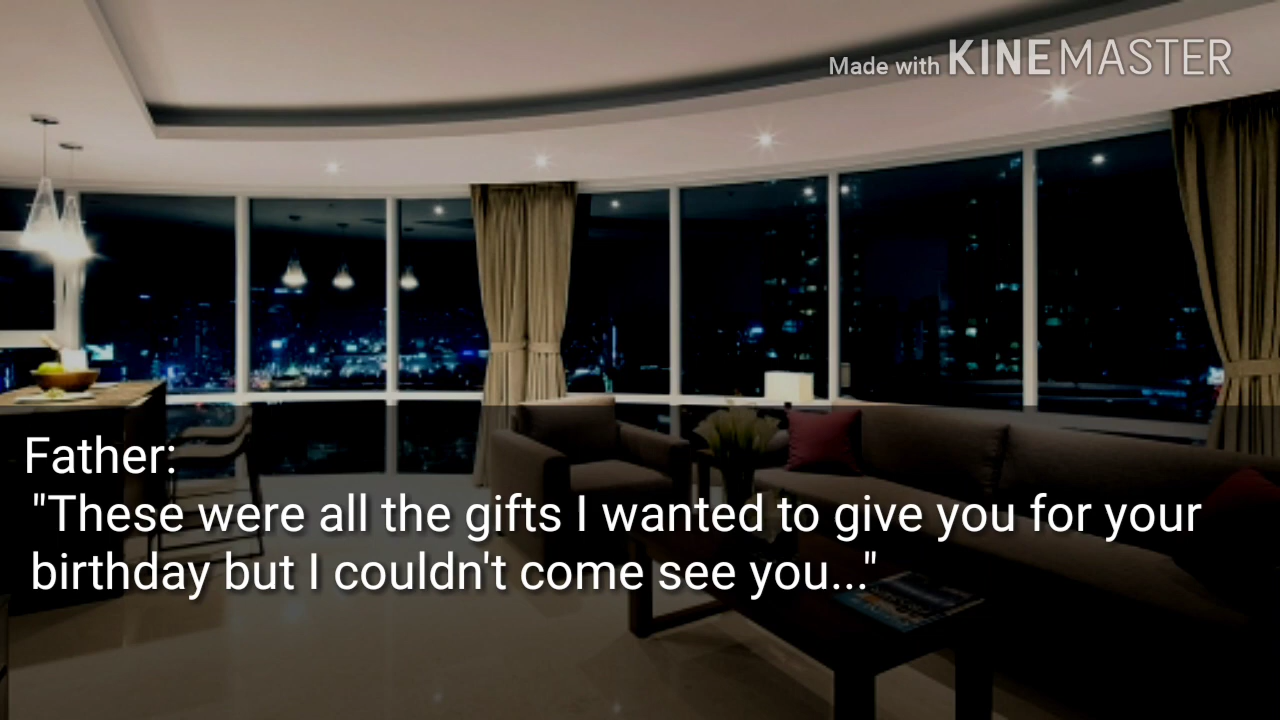 Made with KINEMASTER
Father:
"These were all the gifts I wanted to give you for your
birthday but I couldn't come see you..."